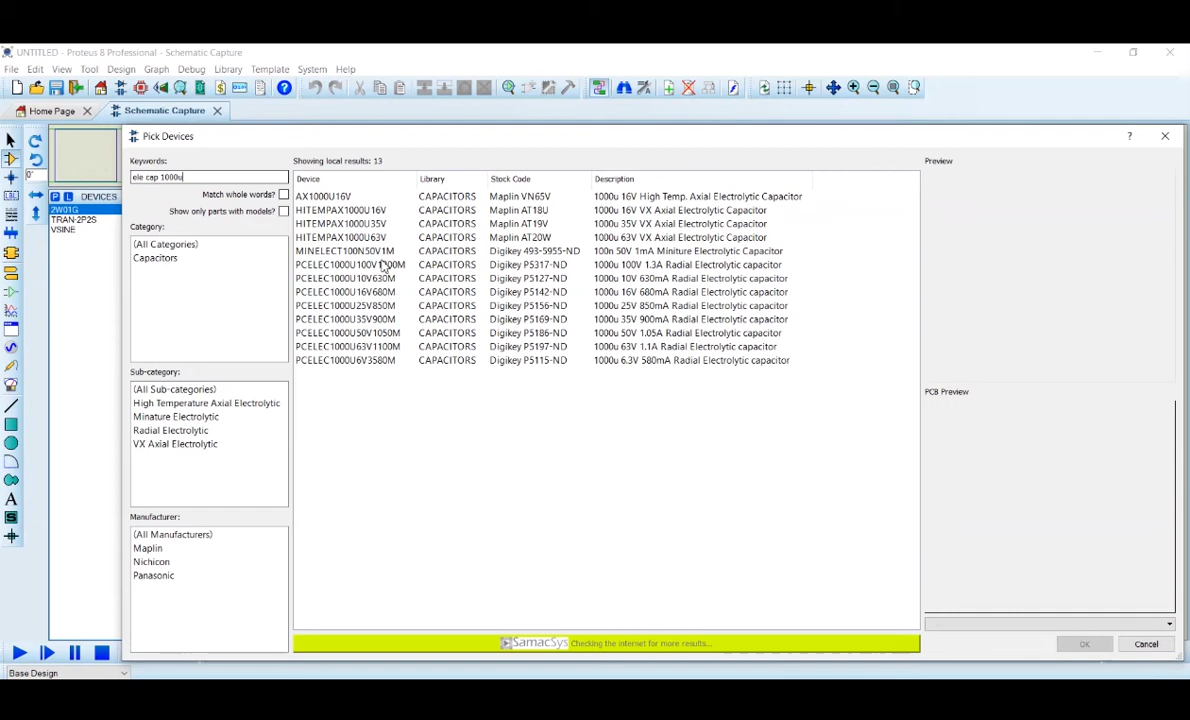 UNTITLED - Proteus 8 Professional - Schematic Capture
File Edit View Tool Design Graph Debug Library Template System Help
Home Page Schematic Capture
Pick Devices
Keywords:
ele cap 1000u
Match whole words?
Show only parts with models?
Category:
(All Categories)
Capacitors
Sub-category:
(All Sub-categories)
High Temperature Axial Electrolytic
Minature Electrolytic
Radial Electrolytic
VX Axial Electrolytic
Manufacturer:
(All Manufacturers)
Maplin
Nichicon
Panasonic
0°
P L DEVICES
2W01G
TRAN-2P2S
VSINE
Showing local results: 13
Device Library Stock Code Description
AX1000U16V CAPACITORS Maplin VN65V 1000u 16V High Temp. Axial Electrolytic Capacitor
HITEMPAX1000U16V CAPACITORS Maplin AT18U 1000u 16V VX Axial Electrolytic Capacitor
HITEMPAX1000U35V CAPACITORS Maplin AT19V 1000u 35V VX Axial Electrolytic Capacitor
HITEMPAX1000U63V CAPACITORS Maplin AT20W 1000u 63V VX Axial Electrolytic Capacitor
MINELECT100N50V1M CAPACITORS Digikey 493-5955-ND 100n 50V 1mA Miniture Electrolytic Capacitor
PCELEC1000U100V1300M CAPACITORS Digikey P5317-ND 1000u 100V 1.3A Radial Electrolytic capacitor
PCELEC1000U10V630M CAPACITORS Digikey P5127-ND 1000u 10V 630mA Radial Electrolytic capacitor
PCELEC1000U16V680M CAPACITORS Digikey P5142-ND 1000u 16V 680mA Radial Electrolytic capacitor
PCELEC1000U25V850M CAPACITORS Digikey P5156-ND 1000u 25V 850mA Radial Electrolytic capacitor
PCELEC1000U35V900M CAPACITORS Digikey P5169-ND 1000u 35V 900mA Radial Electrolytic capacitor
PCELEC1000U50V1050M CAPACITORS Digikey P5186-ND 1000u 50V 1.05A Radial Electrolytic capacitor
PCELEC1000U63V1100M CAPACITORS Digikey P5197-ND 1000u 63V 1.1A Radial Electrolytic capacitor
PCELEC1000U6V3580M CAPACITORS Digikey P5115-ND 1000u 6.3V 580mA Radial Electrolytic capacitor
SamacSys Checking the internet for more results...
Preview
PCB Preview
OK Cancel
Base Design